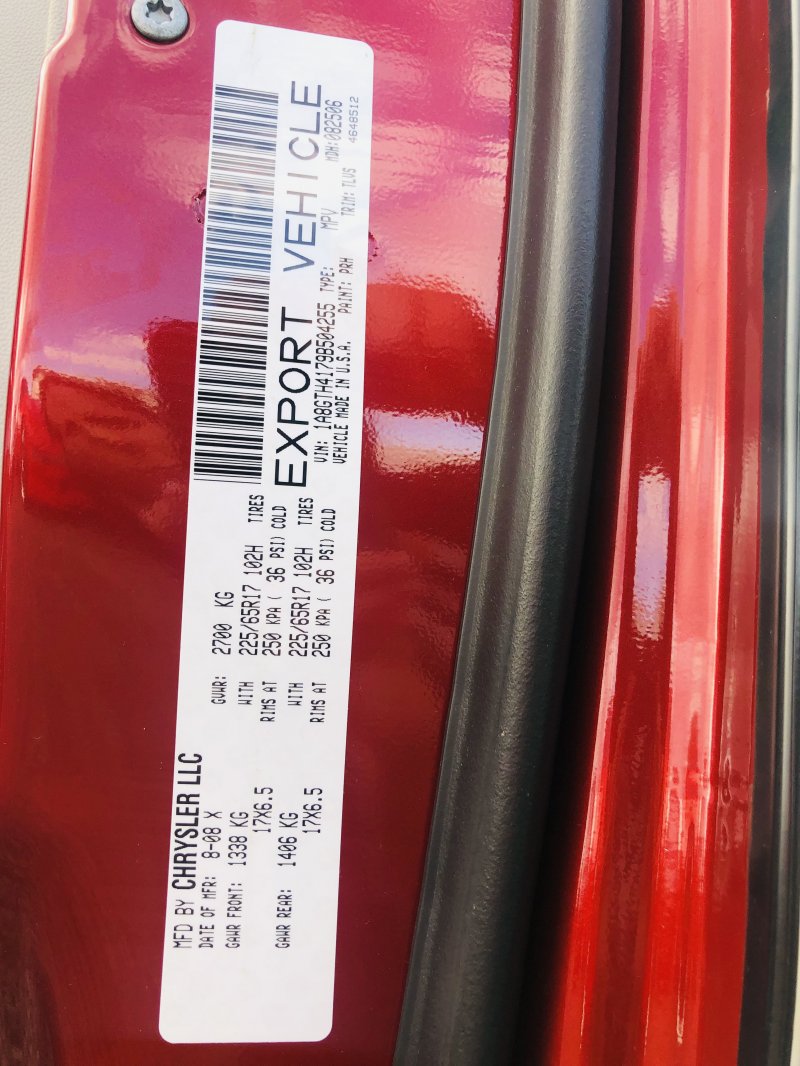 MFD BY CHRYSLER LLC
DATE OF MFR: 8-08 X
GAWR FRONT: 1338 KG
17X6.5
GAWR REAR: 1406 KG
17X6.5
GVWR: 2700 KG
WITH 225/65R17 102H TIRES
RIMS AT 250 KPA ( 36 PSI) COLD
WITH 225/65R17 102H TIRES
RIMS AT 250 KPA ( 36 PSI) COLD
EXPORT VEHICLE
VIN: 1A8GTH4179B504255 TYPE: MPV MDH:082506
VEHICLE MADE IN U.S.A. PAINT: PRH TRIM: TLVS 4648512